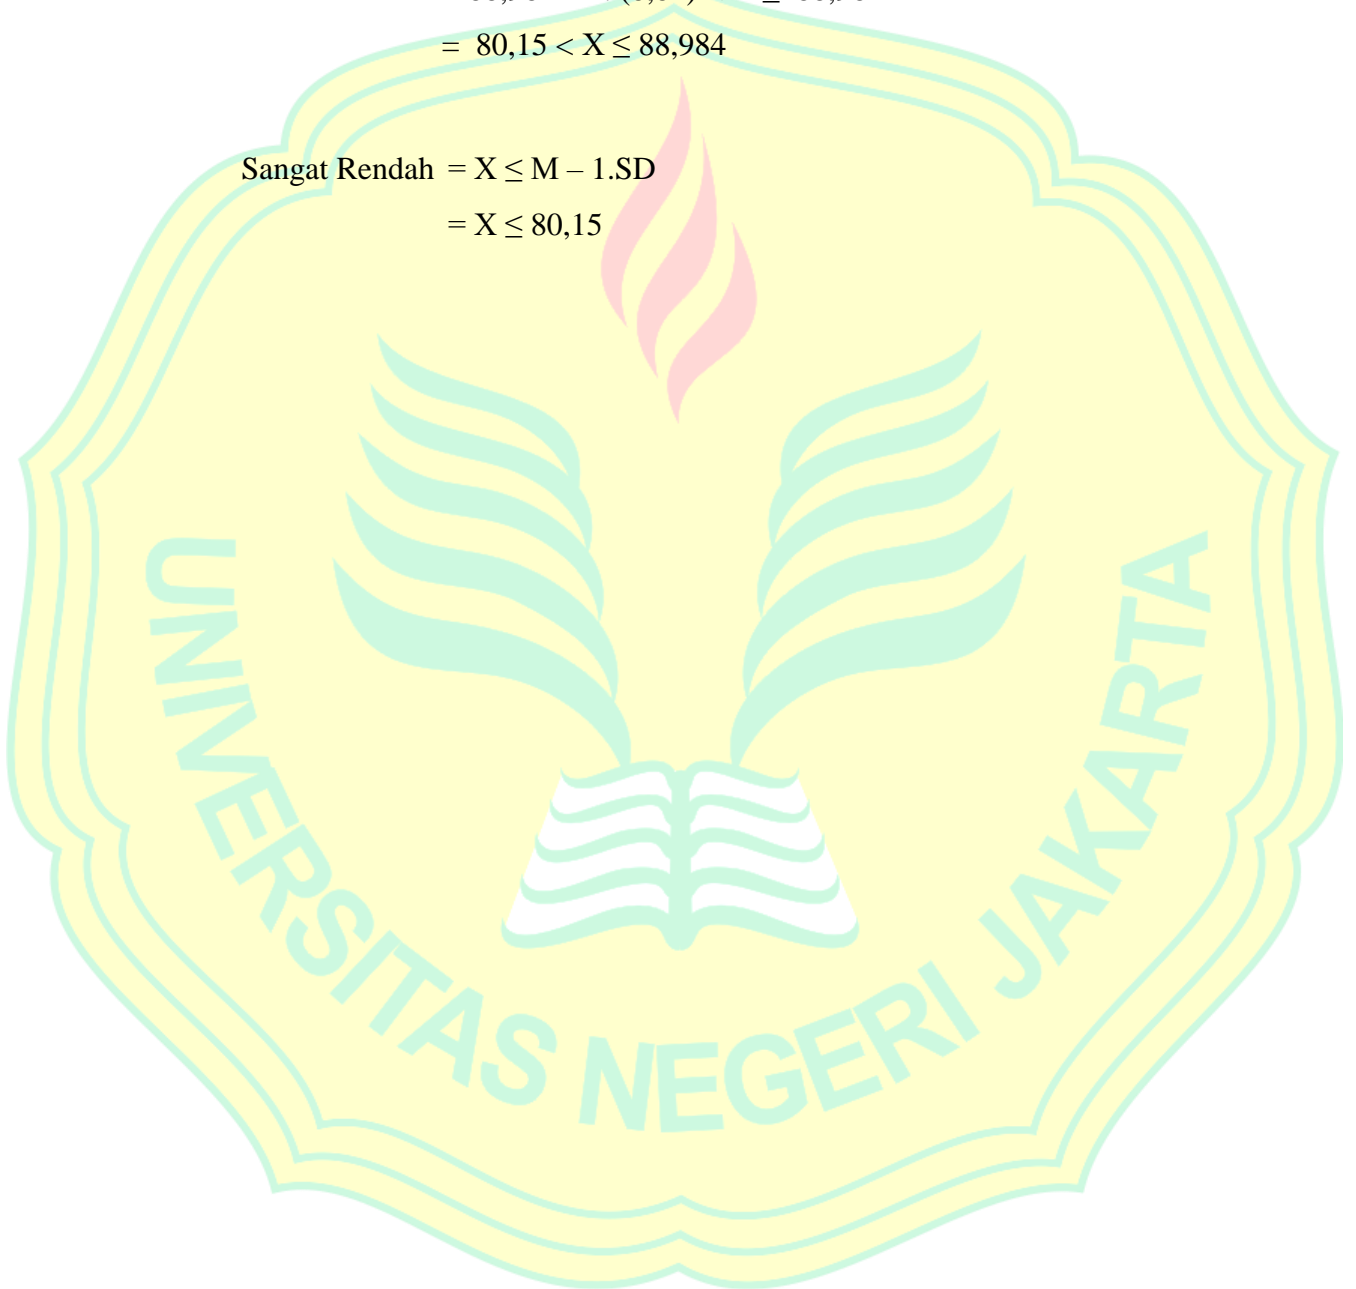 = 80,15 < X ≤ 88,984
Sangat Rendah = X ≤ M – 1.SD
= X ≤ 80,15
UNIVERSITAS NEGERI JAKARTA